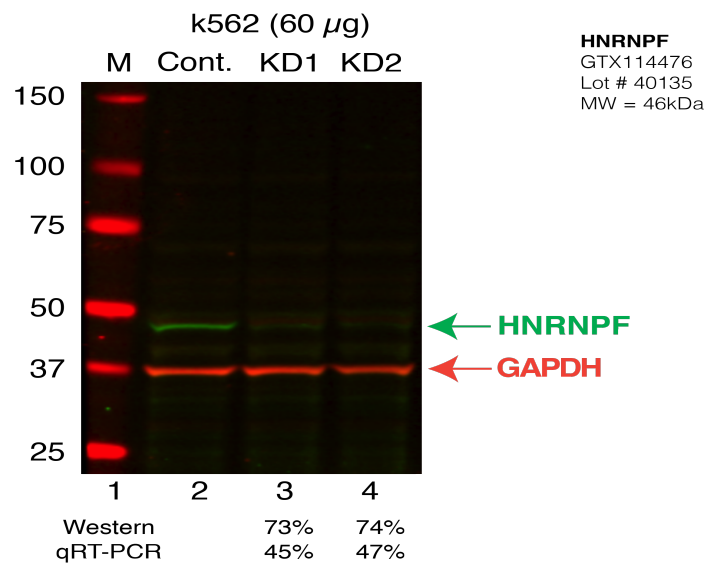 k562 (60 µg)
M Cont. KD1 KD2
HNRNPF
GTX114476
Lot # 40135
MW = 46kDa
150
100
75
50
HNRNPF
37
GAPDH
25
1 2 3 4
Western 73% 74%
qRT-PCR 45% 47%